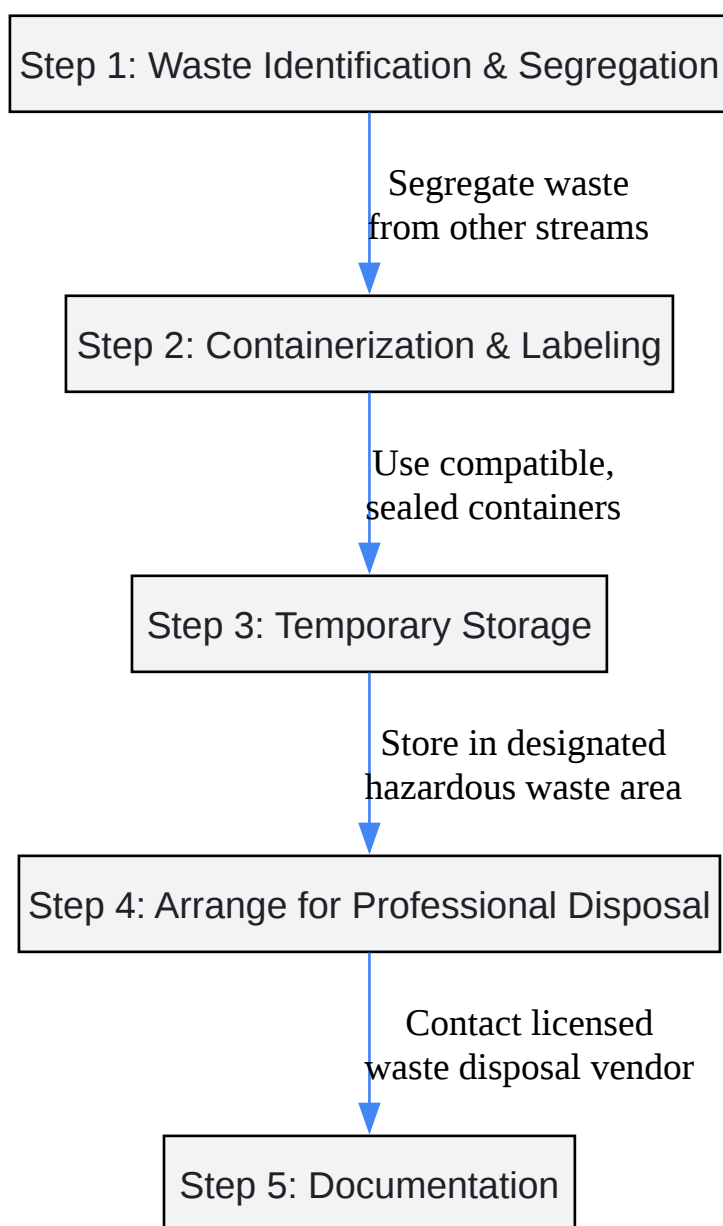 Step 1: Waste Identification & Segregation
Segregate waste
from other streams
Step 2: Containerization & Labeling
Use compatible,
sealed containers
Step 3: Temporary Storage
Store in designated
hazardous waste area
Step 4: Arrange for Professional Disposal
Contact licensed
waste disposal vendor
Step 5: Documentation